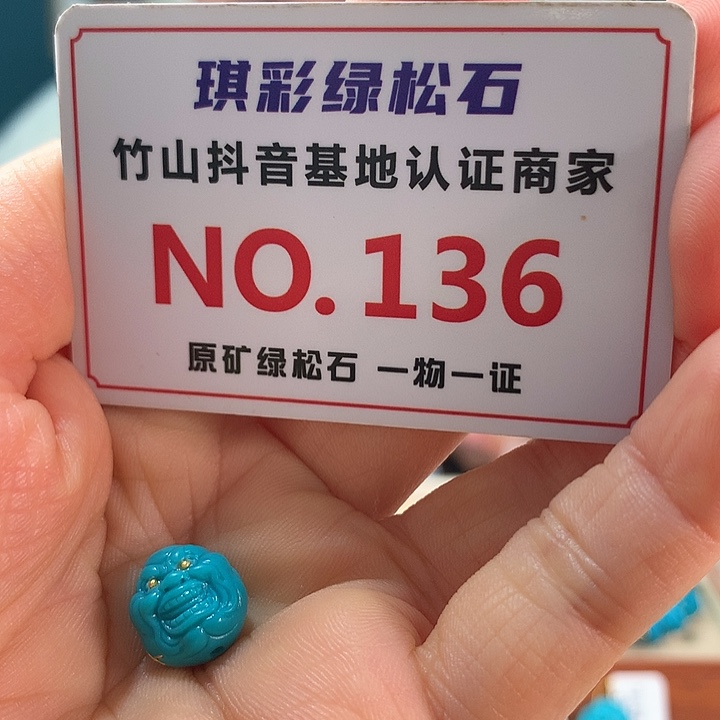 琪彩绿松石
竹山抖音基地认证商家
NO.136
原矿绿松石 一物一证